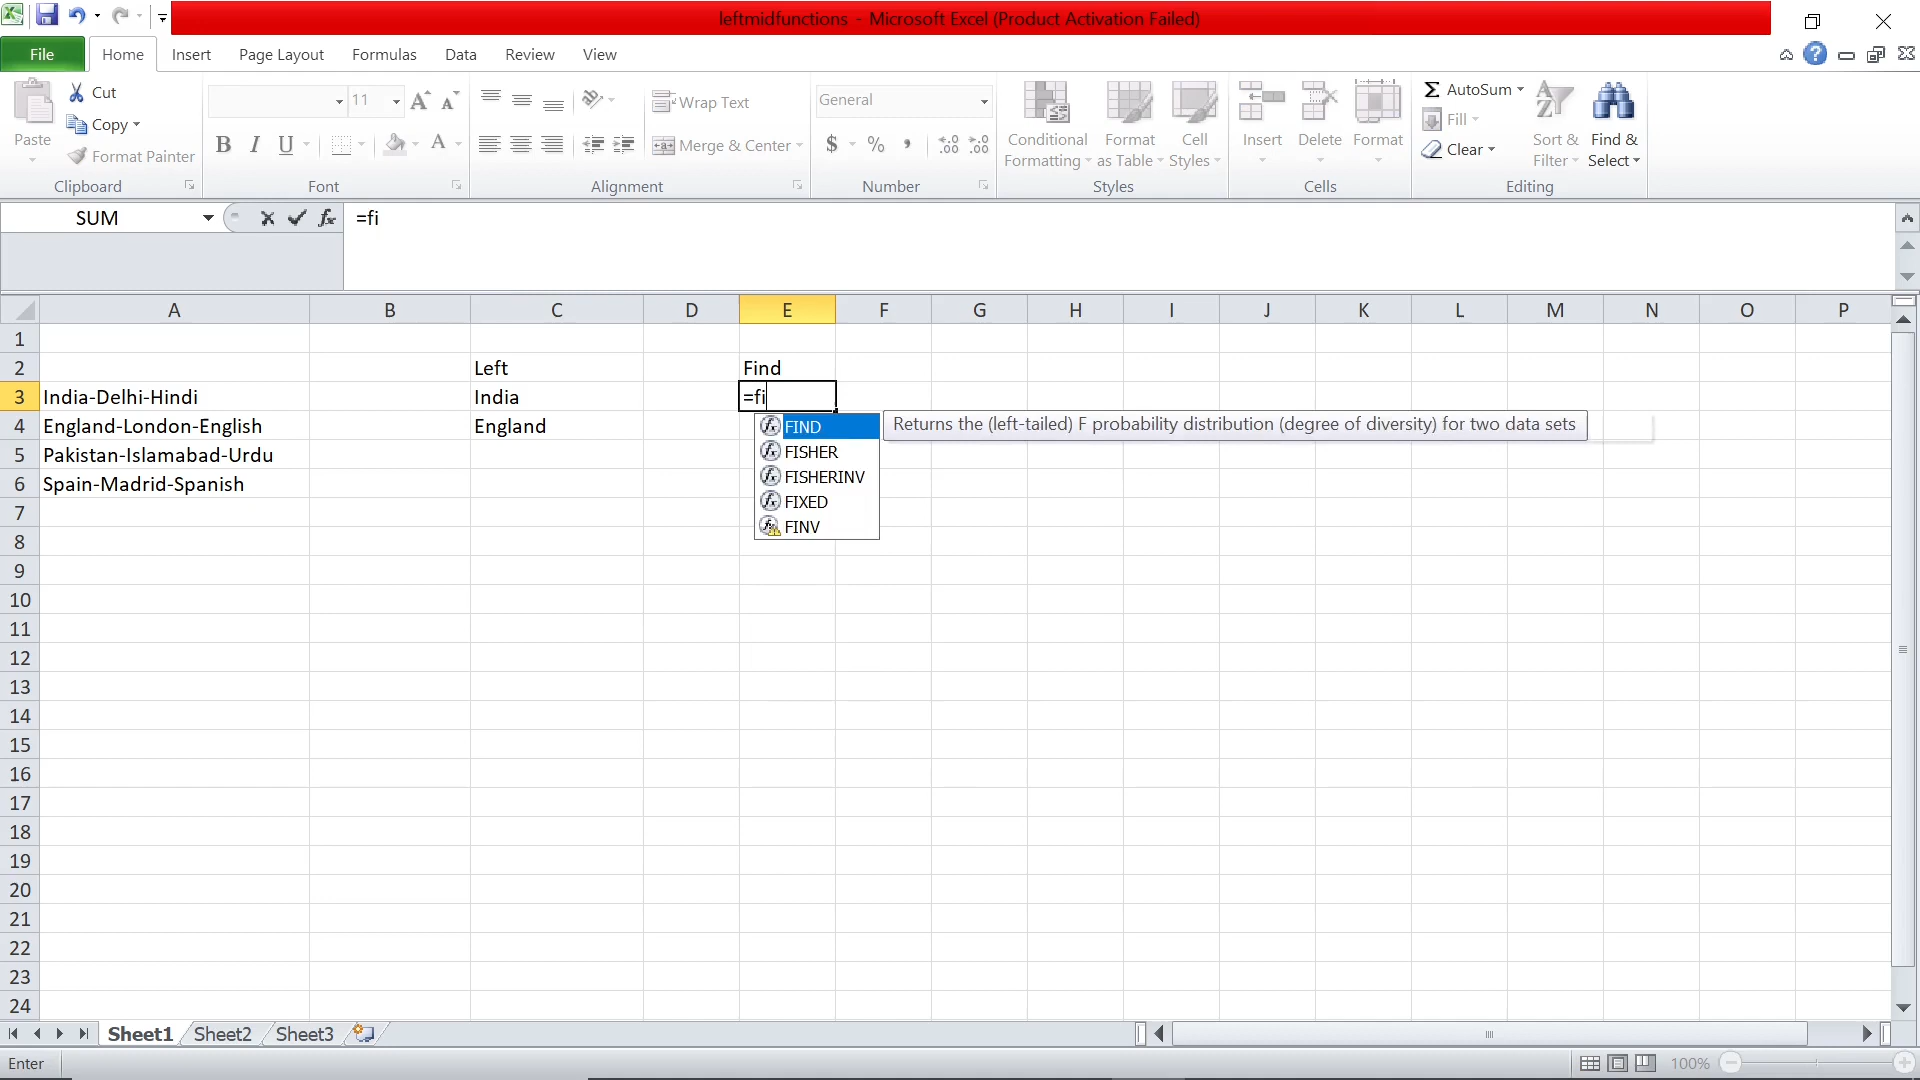 leftmidfunctions - Microsoft Excel (Product Activation Failed)
File Home Insert Page Layout Formulas Data Review View
Paste
Cut
Copy
Format Painter
Clipboard
11
A A
B I U A
Font
Wrap Text
Merge & Center
Alignment
General
$ % , .0 .00 .00 .0
Number
Conditional Formatting
Format as Table
Cell Styles
Styles
Insert
Delete
Format
Cells
Σ AutoSum
Fill
Clear
Sort & Filter
Find & Select
Editing
SUM fx =fi
A B C D E F G H I J K L M N O P
1
2 Left Find
3 India-Delhi-Hindi India =fi
4 England-London-English England
5 Pakistan-Islamabad-Urdu
6 Spain-Madrid-Spanish
FIND
Returns the (left-tailed) F probability distribution (degree of diversity) for two data sets
FISHER
FISHERINV
FIXED
FINV
7
8
9
10
11
12
13
14
15
16
17
18
19
20
21
22
23
24
Sheet1 Sheet2 Sheet3
Enter 100%